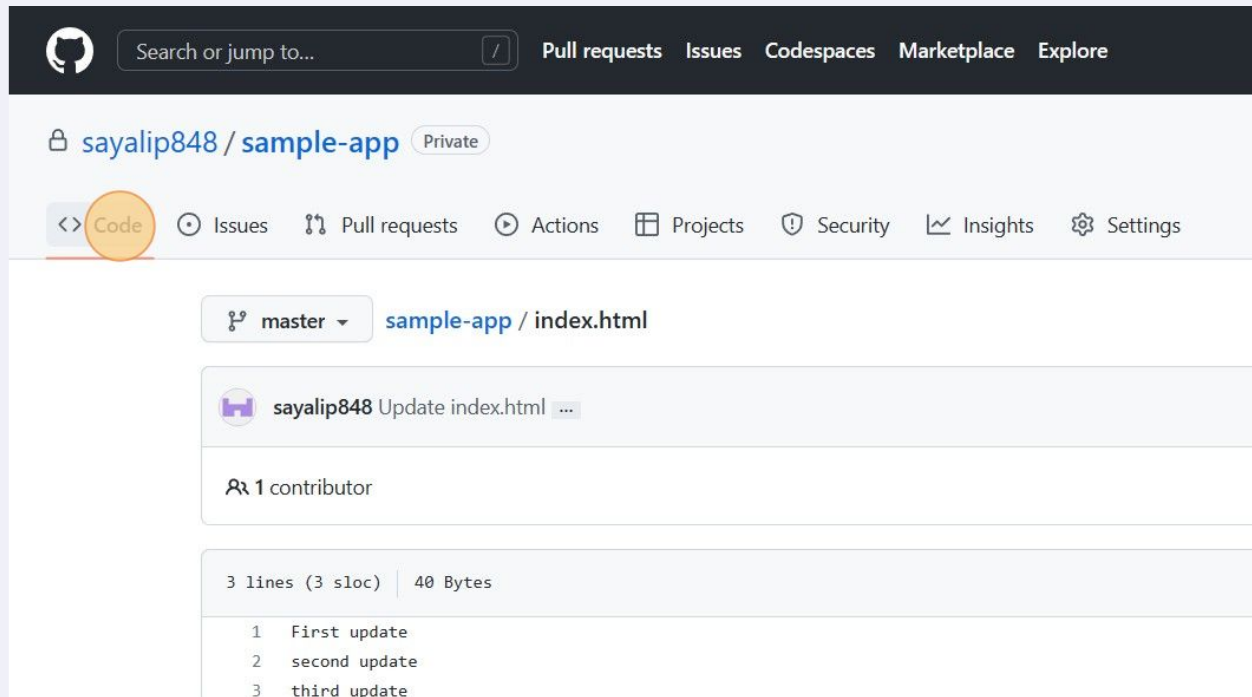 Search or jump to... / Pull requests Issues Codespaces Marketplace Explore
sayalip848 / sample-app Private
<> Code Issues Pull requests Actions Projects Security Insights Settings
master sample-app / index.html
sayalip848 Update index.html ...
1 contributor
3 lines (3 sloc) 40 Bytes
1 First update
2 second update
3 third update